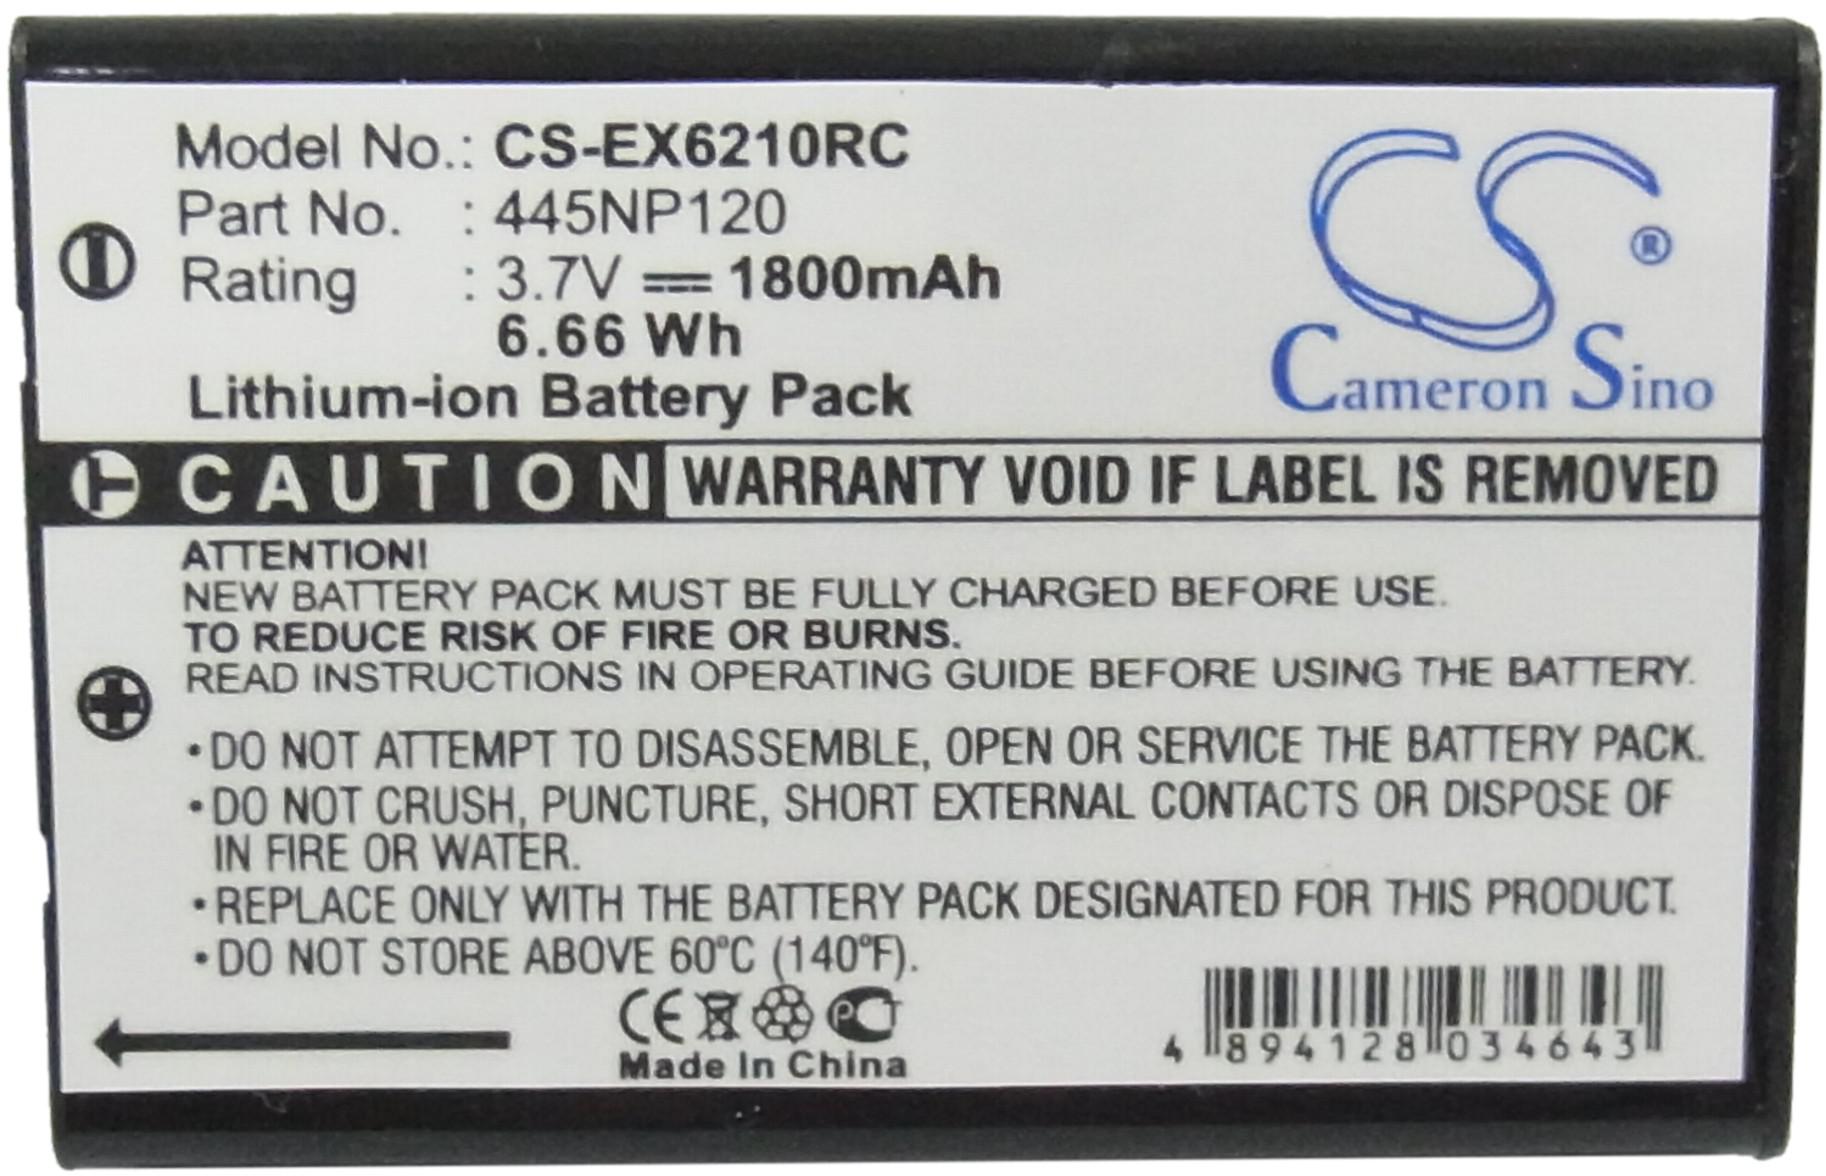 Model No.: CS-EX6210RC
Part No. : 445NP120
Rating : 3.7V 1800mAh
6.66 Wh
Lithium-ion Battery Pack
CS ®
Cameron Sino
CAUTION WARRANTY VOID IF LABEL IS REMOVED
ATTENTION!
NEW BATTERY PACK MUST BE FULLY CHARGED BEFORE USE.
TO REDUCE RISK OF FIRE OR BURNS.
READ INSTRUCTIONS IN OPERATING GUIDE BEFORE USING THE BATTERY.
•DO NOT ATTEMPT TO DISASSEMBLE, OPEN OR SERVICE THE BATTERY PACK.
•DO NOT CRUSH, PUNCTURE, SHORT EXTERNAL CONTACTS OR DISPOSE OF
IN FIRE OR WATER.
•REPLACE ONLY WITH THE BATTERY PACK DESIGNATED FOR THIS PRODUCT.
•DO NOT STORE ABOVE 60°C (140°F).
CE PCT
Made In China
4 894128 034643